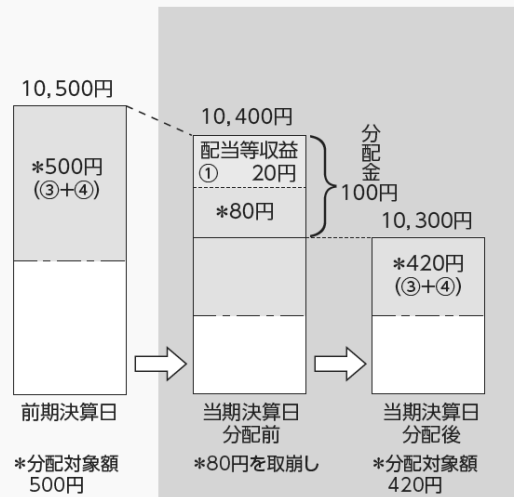 10,500円
*500円
(③+④)
前期決算日
*分配対象額
500円
10,400円
配当等収益
① 20円
*80円
分配金
100円
当期決算日
分配前
*80円を取崩し
10,300円
*420円
(③+④)
当期決算日
分配後
*分配対象額
420円